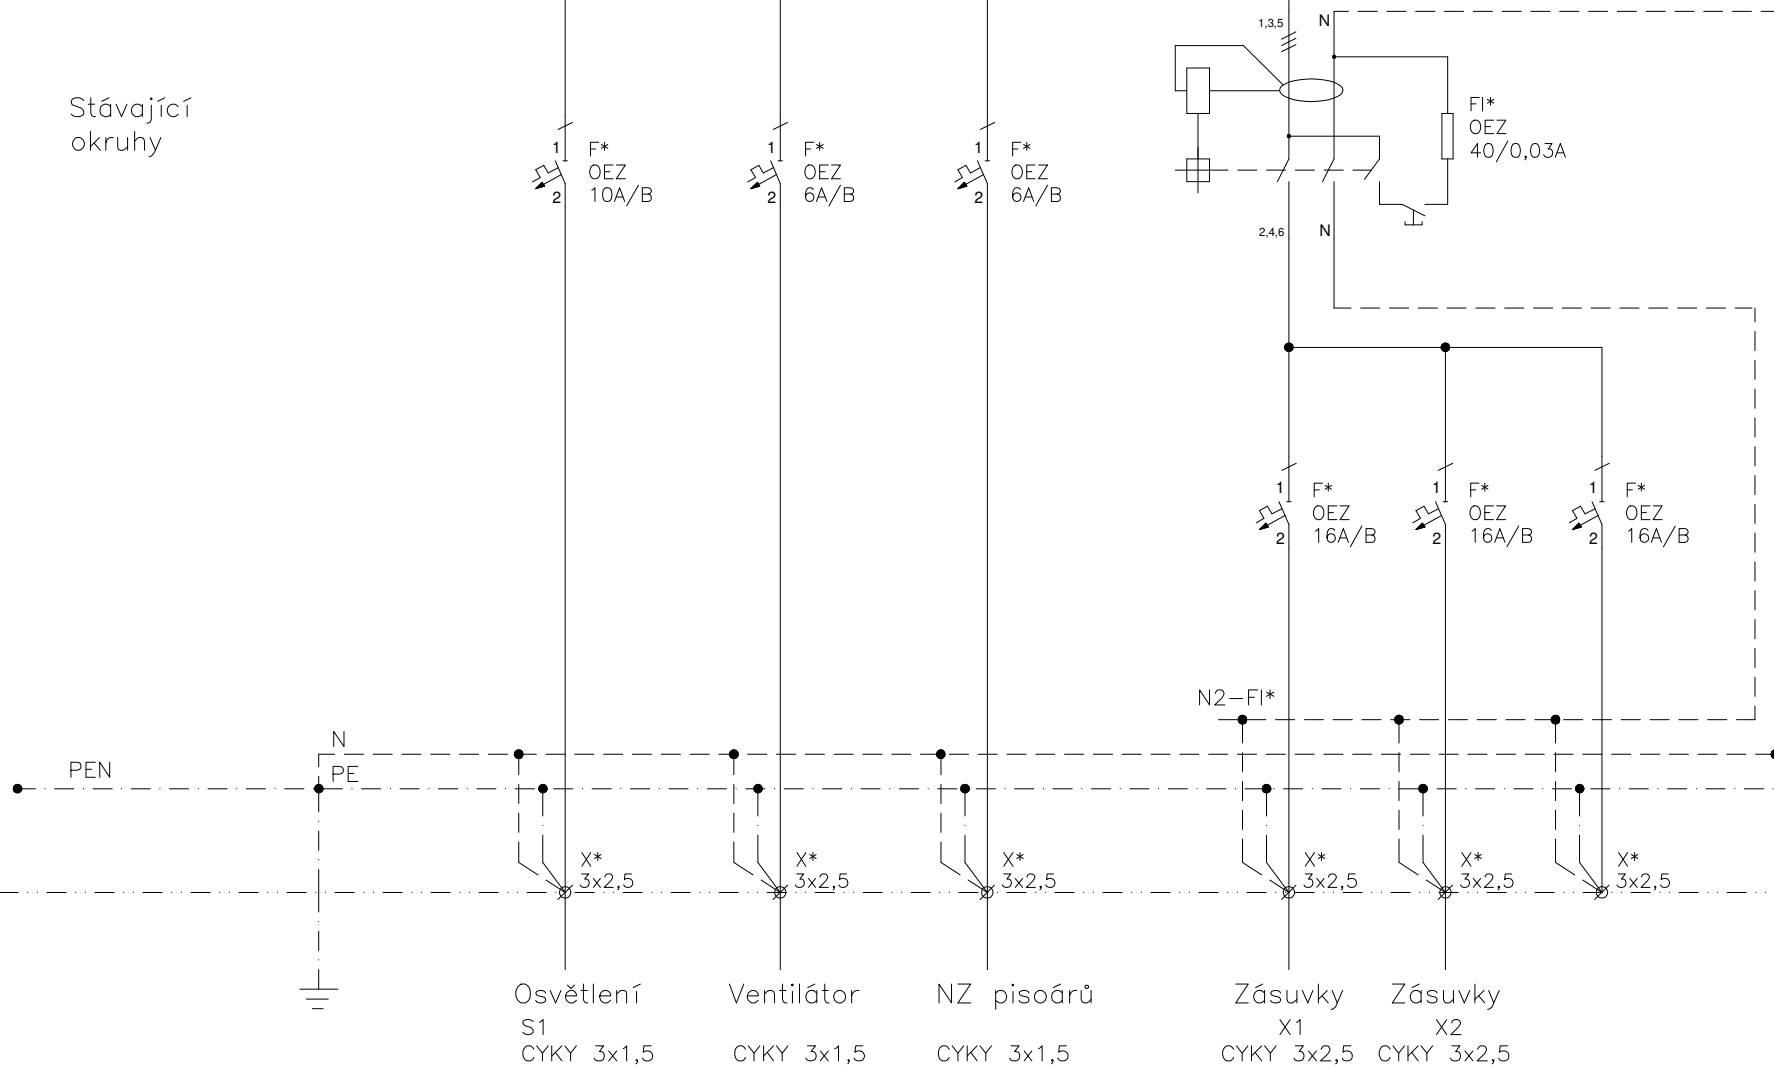 1,3,5
N
Stávající
okruhy
FI*
OEZ
40/0,03A
1
F*
OEZ
10A/B
2
1
F*
OEZ
6A/B
2
1
F*
OEZ
6A/B
2
2,4,6
N
1
F*
OEZ
16A/B
2
1
F*
OEZ
16A/B
2
1
F*
OEZ
16A/B
2
N2-FI*
N
PEN
PE
X*
3x2,5
X*
3x2,5
X*
3x2,5
X*
3x2,5
X*
3x2,5
X*
3x2,5
Osvětlení
S1
CYKY 3x1,5
Ventilátor
CYKY 3x1,5
NZ pisoárů
CYKY 3x1,5
Zásuvky
X1
CYKY 3x2,5
Zásuvky
X2
CYKY 3x2,5